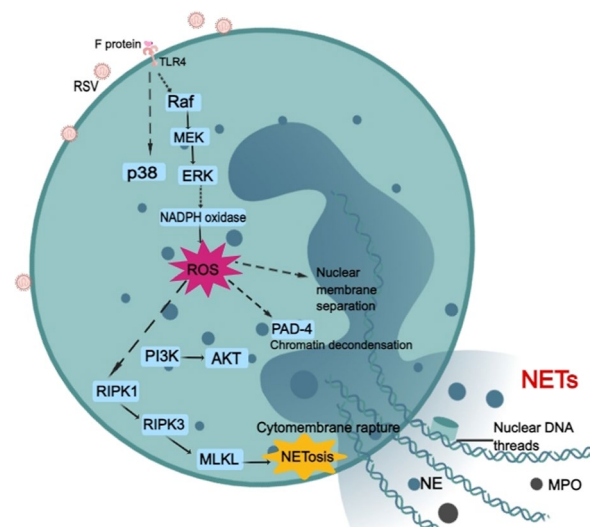 F protein
TLR4
RSV
Raf
MEK
p38
ERK
NADPH oxidase
ROS
Nuclear
membrane
separation
PAD-4
Chromatin decondensation
PI3K
AKT
RIPK1
RIPK3
MLKL
Cytomembrane rapture
NETosis
NETs
Nuclear DNA
threads
NE
MPO